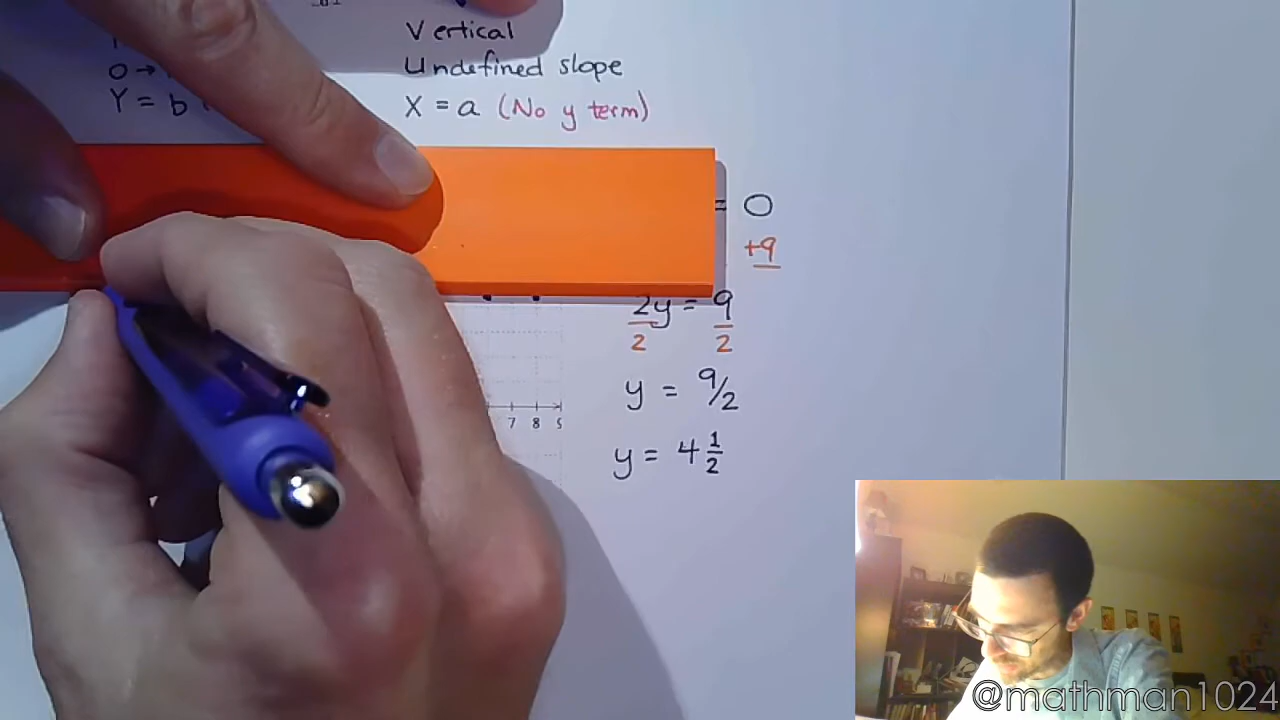 Vertical
0 → Undefined slope
Y = b X = a (No y term)
= 0
+9
2y = 9
2 2
y = 9/2
7 8
y = 4 1/2
@mathman1024